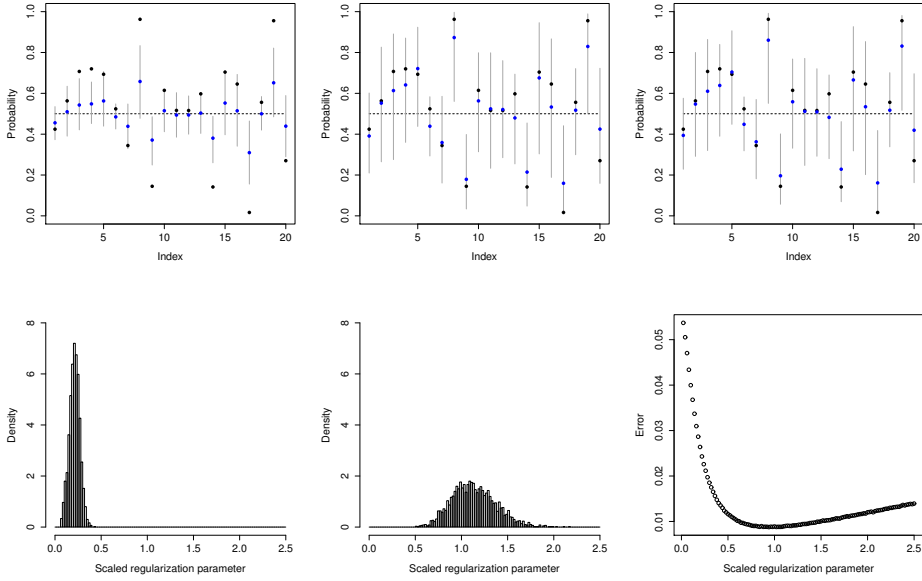 0.0 0.2 0.4 0.6 0.8 1.0
Probability
5 10 15 20
Index
0.0 0.2 0.4 0.6 0.8 1.0
Probability
5 10 15 20
Index
0.0 0.2 0.4 0.6 0.8 1.0
Probability
5 10 15 20
Index
0 2 4 6 8
Density
0.0 0.5 1.0 1.5 2.0 2.5
Scaled regularization parameter
0 2 4 6 8
Density
0.0 0.5 1.0 1.5 2.0 2.5
Scaled regularization parameter
0.01 0.02 0.03 0.04 0.05
Error
0.0 0.5 1.0 1.5 2.0 2.5
Scaled regularization parameter